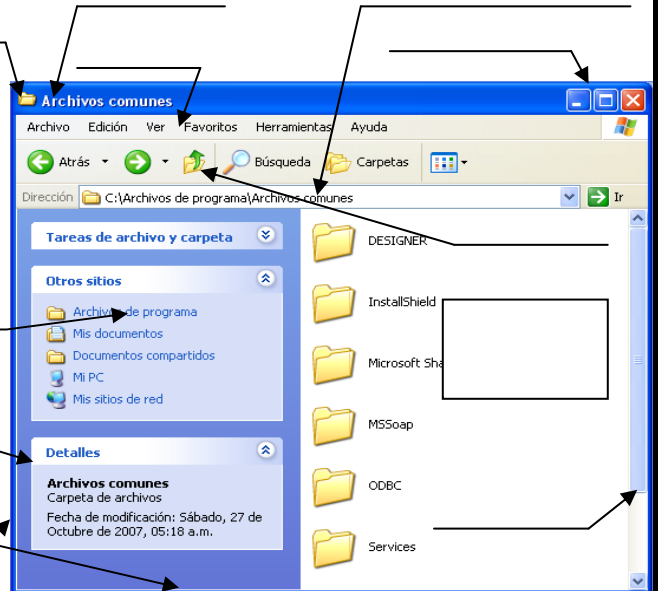 Archivos comunes
Archivo Edición Ver Favoritos Herramientas Ayuda
Atrás Búsqueda Carpetas
Dirección C:\Archivos de programa\Archivos comunes Ir
Tareas de archivo y carpeta
Otros sitios
Archivos de programa
Mis documentos
Documentos compartidos
Mi PC
Mis sitios de red
Detalles
Archivos comunes
Carpeta de archivos
Fecha de modificación: Sábado, 27 de
Octubre de 2007, 05:18 a.m.
DESIGNER
InstallShield
Microsoft Sha
MSSoap
ODBC
Services